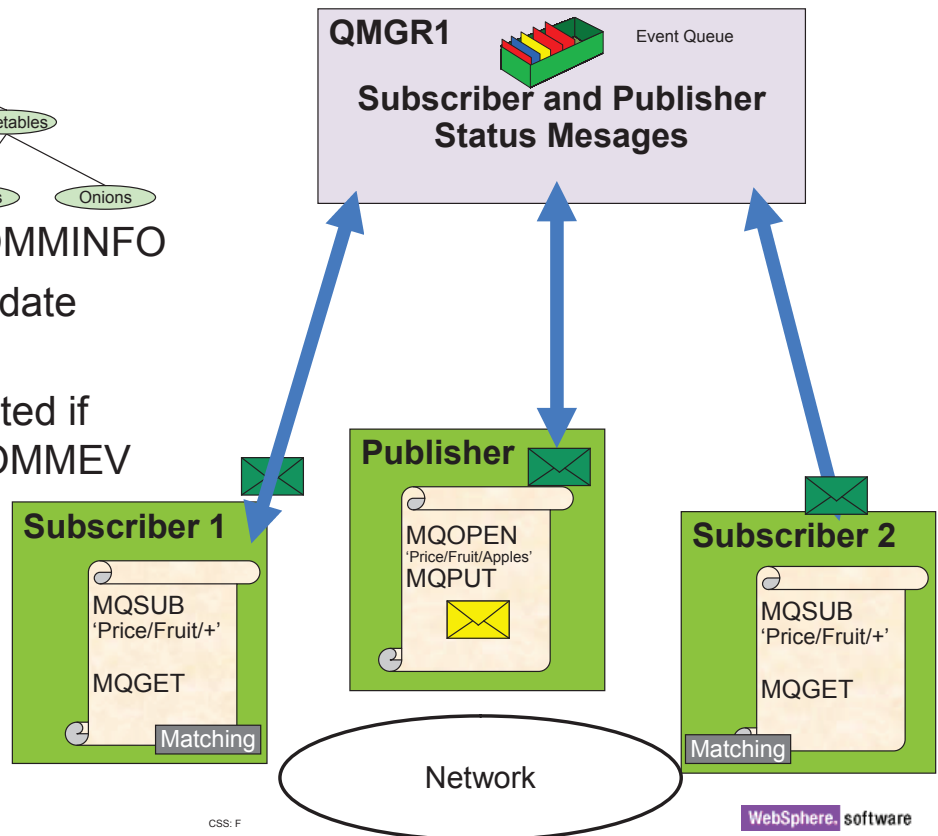 QMGR1
Event Queue
Subscriber and Publisher
Status Mesages
etables
s
Onions
OMMINFO
date
ted if
OMMEV
Publisher
MQOPEN
'Price/Fruit/Apples'
MQPUT
Subscriber 1
MQSUB
'Price/Fruit/+'
MQGET
Matching
Subscriber 2
MQSUB
'Price/Fruit/+'
MQGET
Matching
Network
CSS: F
WebSphere. software